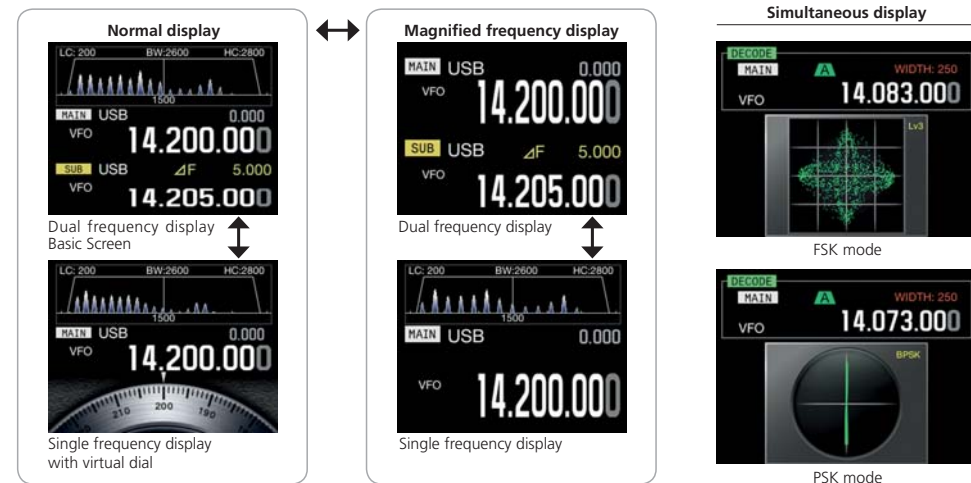 Normal display
LC: 200 BW:2600 HC:2800
1500
MAIN USB 0.000
VFO 14.200.000
SUB USB ⊿F 5.000
VFO 14.205.000
Dual frequency display
Basic Screen
LC: 200 BW:2600 HC:2800
1500
MAIN USB 0.000
VFO 14.200.000
210 200 190
Single frequency display
with virtual dial
Magnified frequency display
MAIN USB 0.000
VFO 14.200.000
SUB USB ⊿F 5.000
VFO 14.205.000
Dual frequency display
LC: 200 BW:2600 HC:2800
1500
MAIN USB 0.000
VFO 14.200.000
Single frequency display
Simultaneous display
DECODE
MAIN A WIDTH: 250
VFO 14.083.000
Lv3
FSK mode
DECODE
MAIN A WIDTH: 250
VFO 14.073.000
BPSK
PSK mode